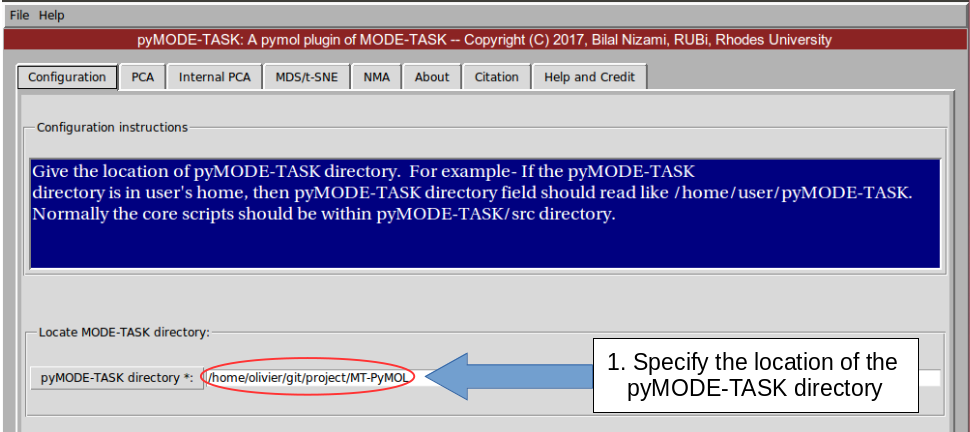 File Help
pyMODE-TASK: A pymol plugin of MODE-TASK -- Copyright (C) 2017, Bilal Nizami, RUBi, Rhodes University
Configuration PCA Internal PCA MDS/t-SNE NMA About Citation Help and Credit
Configuration instructions
Give the location of pyMODE-TASK directory.  For example- If the pyMODE-TASK
directory is in user's home, then pyMODE-TASK directory field should read like /home/user/pyMODE-TASK.
Normally the core scripts should be within pyMODE-TASK/src directory.
Locate MODE-TASK directory:
pyMODE-TASK directory *: /home/olivier/git/project/MT-PyMOL
1. Specify the location of the
pyMODE-TASK directory